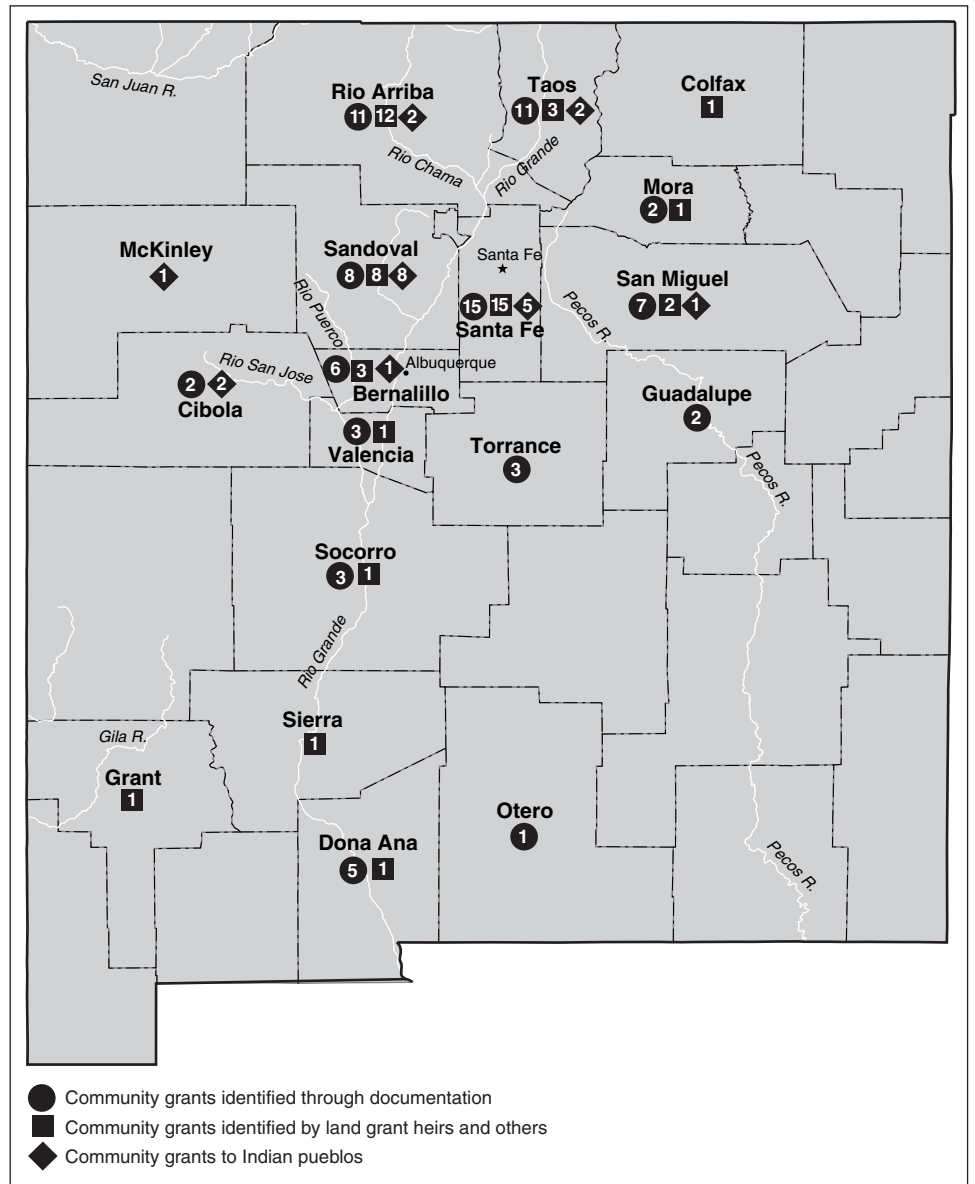 San Juan R.
Rio Arriba
11 12 2
Taos
11 3 2
Colfax
1
Rio Chama
Rio Grande
Mora
2 1
McKinley
1
Sandoval
8 8 8
Santa Fe
15 15 5
Santa Fe
San Miguel
7 2 1
Rio Puerco
Pecos R.
Rio San Jose
2 2
Cibola
6 3 1
Albuquerque
Bernalillo
Guadalupe
2
3 1
Valencia
Torrance
3
Pecos R.
Socorro
3 1
Rio Grande
Sierra
1
Gila R.
Grant
1
Otero
1
Dona Ana
5 1
Pecos R.
Community grants identified through documentation
Community grants identified by land grant heirs and others
Community grants to Indian pueblos